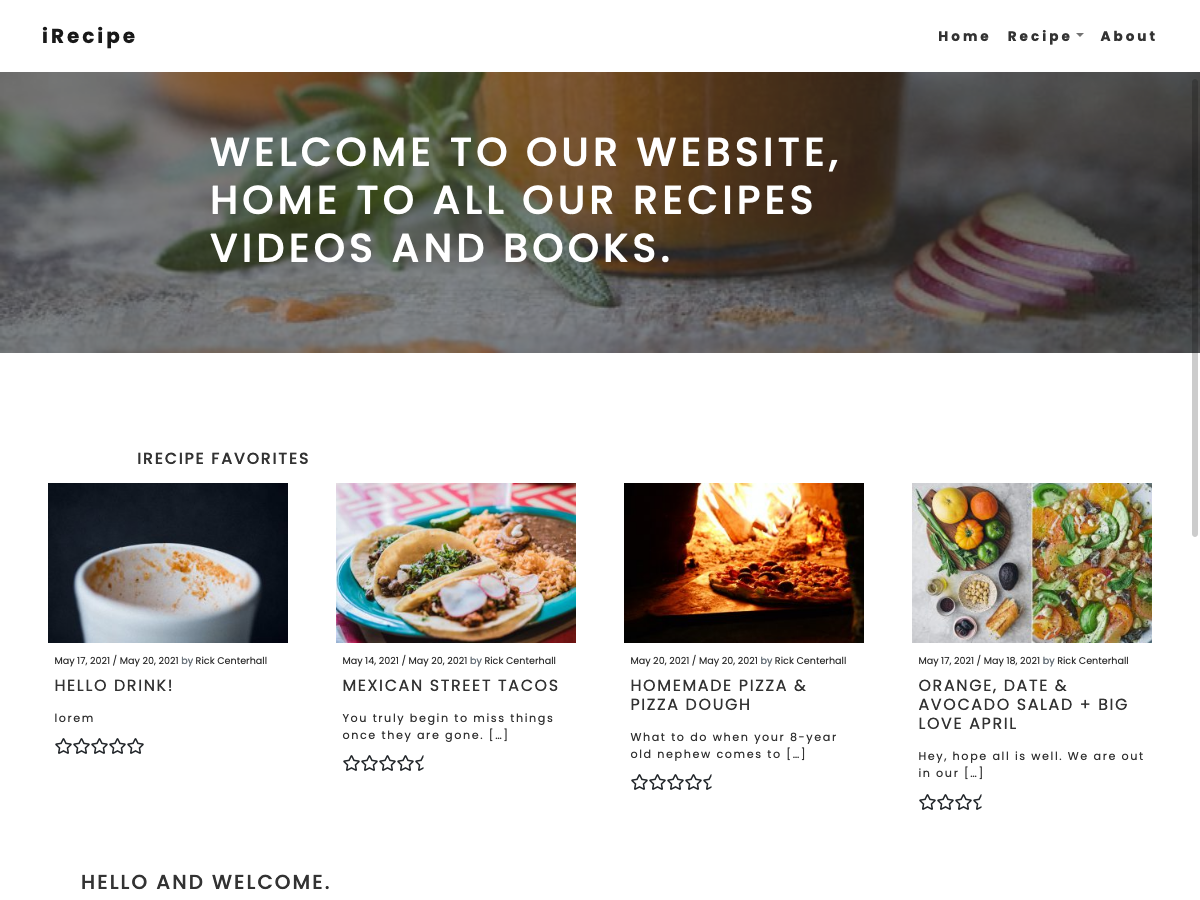 iRecipe
Home Recipe About
WELCOME TO OUR WEBSITE,
HOME TO ALL OUR RECIPES
VIDEOS AND BOOKS.
IRECIPE FAVORITES
May 17, 2021 / May 20, 2021 by Rick Centerhall
HELLO DRINK!
lorem
May 14, 2021 / May 20, 2021 by Rick Centerhall
MEXICAN STREET TACOS
You truly begin to miss things
once they are gone. […]
May 20, 2021 / May 20, 2021 by Rick Centerhall
HOMEMADE PIZZA &
PIZZA DOUGH
What to do when your 8-year
old nephew comes to […]
May 17, 2021 / May 18, 2021 by Rick Centerhall
ORANGE, DATE &
AVOCADO SALAD + BIG
LOVE APRIL
Hey, hope all is well. We are out
in our […]
HELLO AND WELCOME.